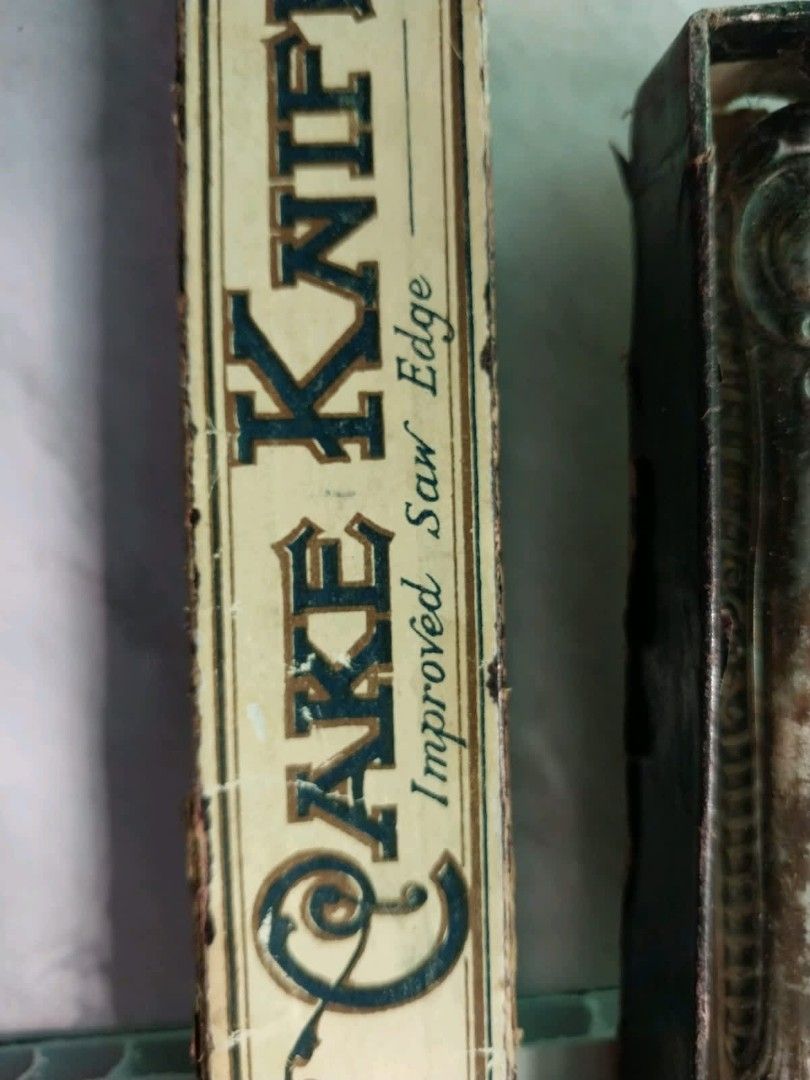 CAKE KNIF
Improved Saw Edge